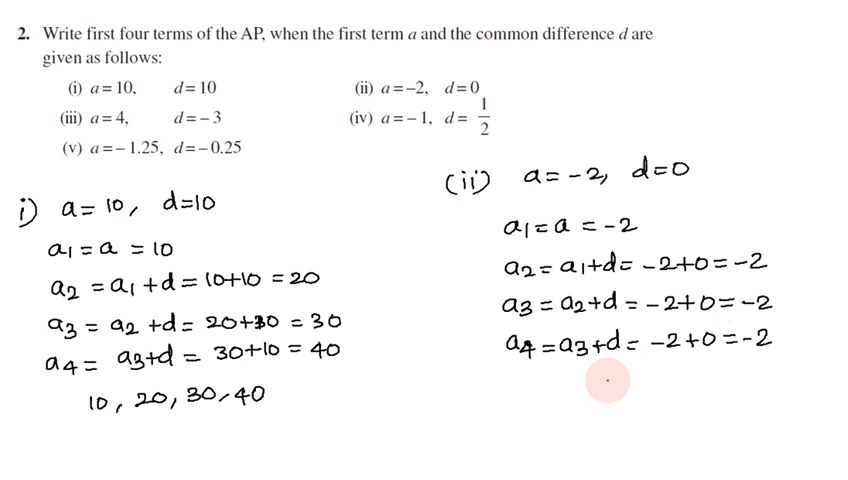 2. Write first four terms of the AP, when the first term a and the common difference d are
given as follows:
(i) a = 10, d = 10 (ii) a = –2, d = 0
(iii) a = 4, d = – 3 (iv) a = – 1, d = 1/2
(v) a = – 1.25, d = – 0.25
i) a = 10, d=10
a1 = a = 10
a2 = a1 + d = 10+10 = 20
a3 = a2 + d = 20+10 = 30
a4 = a3+d = 30+10 = 40
10, 20, 30, 40
(ii) a = -2, d=0
a1 = a = -2
a2 = a1+d = -2+0 = -2
a3 = a2+d = -2+0 = -2
a4 = a3+d = -2+0 = -2